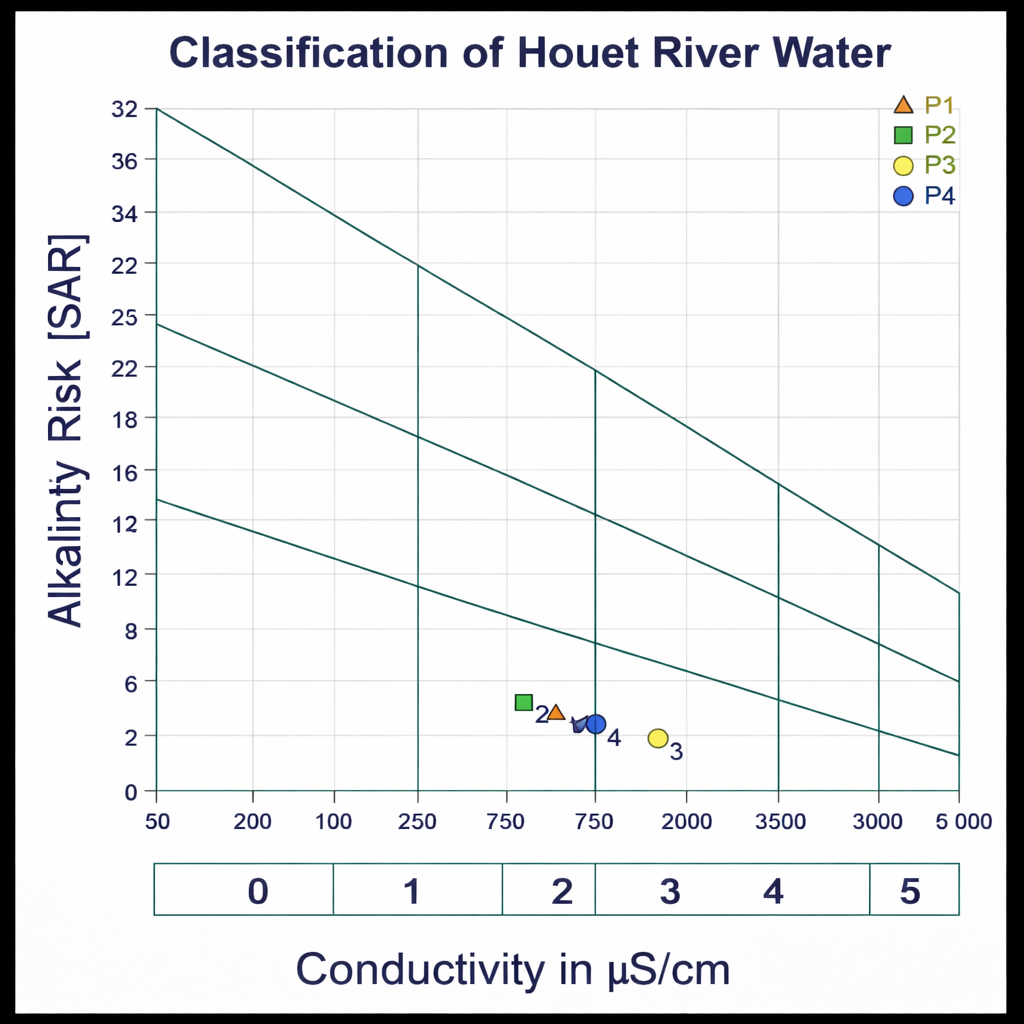 Classification of Houet River Water
P1
P2
P3
P4
Alkalinty Risk [SAR]
32
36
34
22
25
22
18
16
12
12
8
6
2
0
2
4
3
50 200 100 250 750 750 2000 3500 3000 5 000
0 1 2 3 4 5
Conductivity in µS/cm